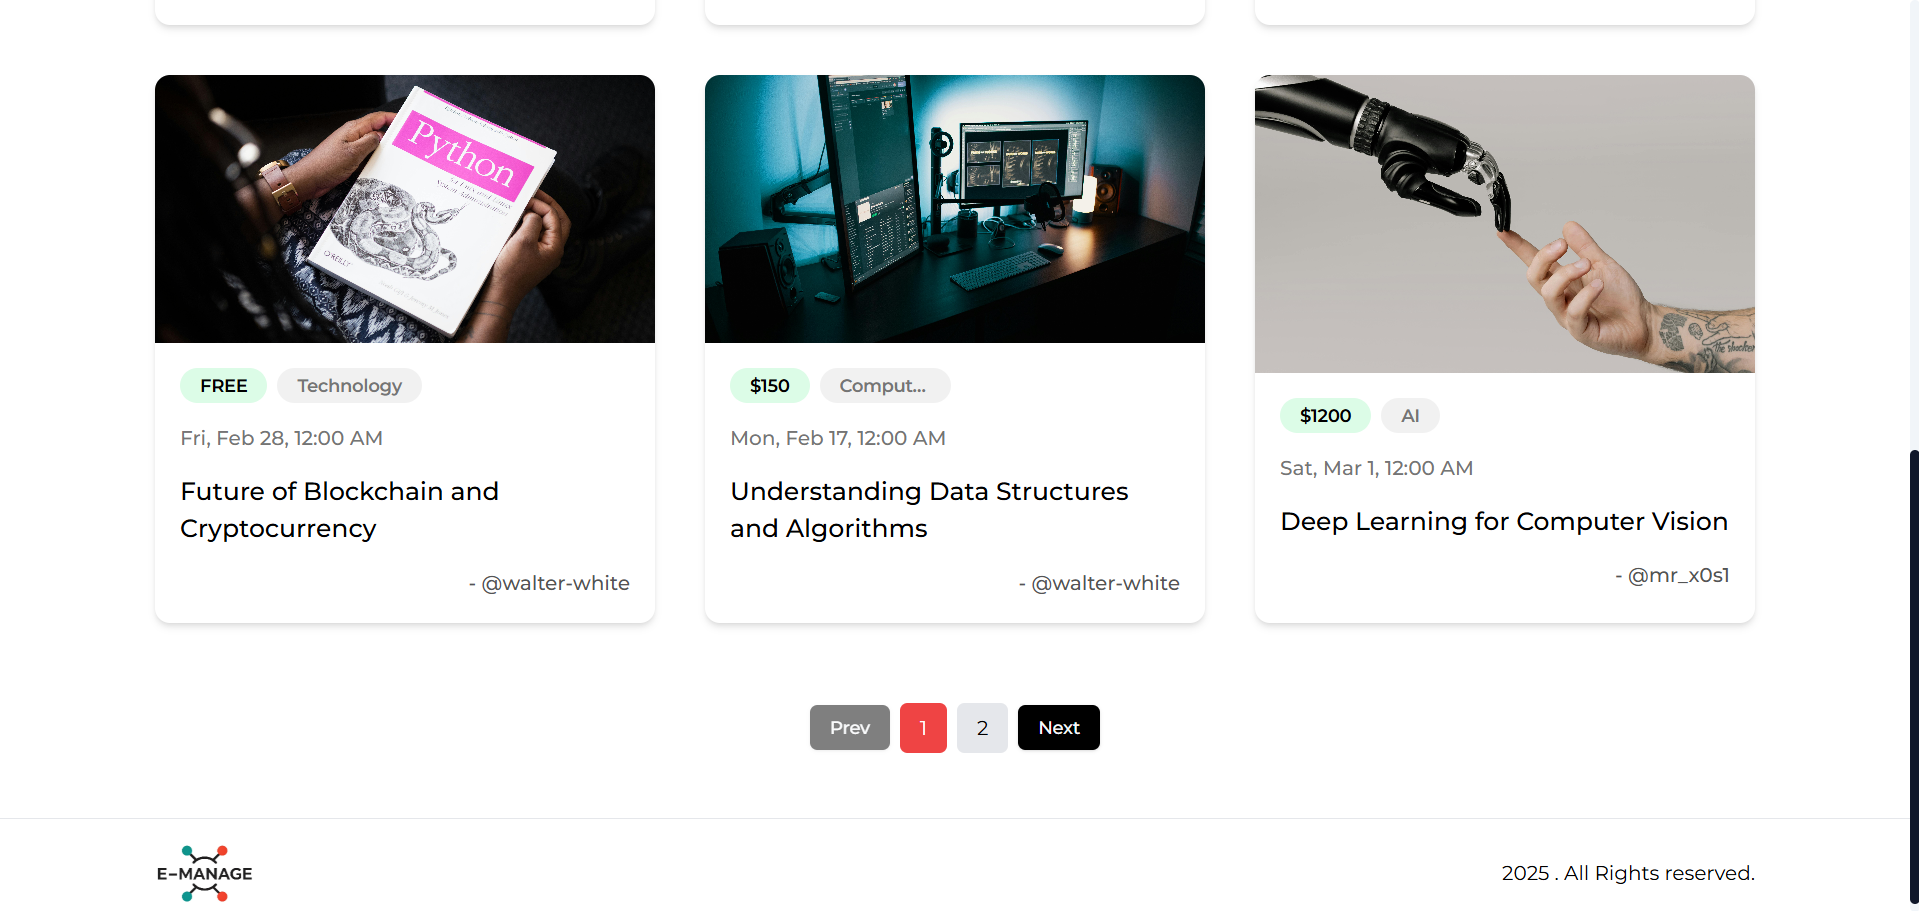 Python
O'REILLY
the shocker
FREE
Technology
Fri, Feb 28, 12:00 AM
Future of Blockchain and
Cryptocurrency
- @walter-white
$150
Comput...
Mon, Feb 17, 12:00 AM
Understanding Data Structures
and Algorithms
- @walter-white
$1200
AI
Sat, Mar 1, 12:00 AM
Deep Learning for Computer Vision
- @mr_x0s1
Prev
1
2
Next
E-MANAGE
2025 . All Rights reserved.